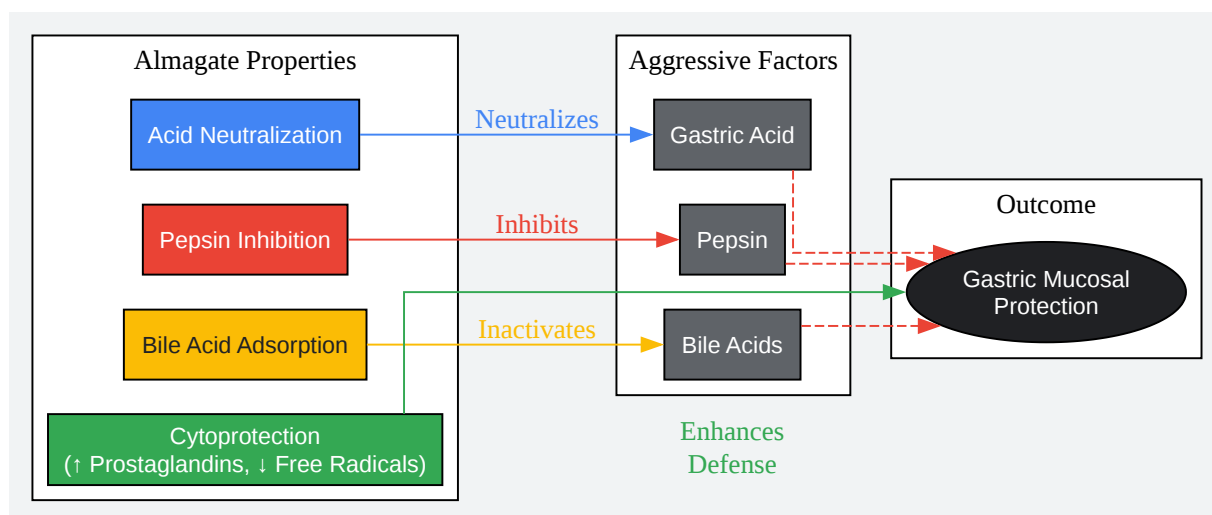 Almagate Properties
Acid Neutralization
Pepsin Inhibition
Bile Acid Adsorption
Cytoprotection
(↑ Prostaglandins, ↓ Free Radicals)
Neutralizes
Inhibits
Inactivates
Aggressive Factors
Gastric Acid
Pepsin
Bile Acids
Enhances
Defense
Outcome
Gastric Mucosal
Protection